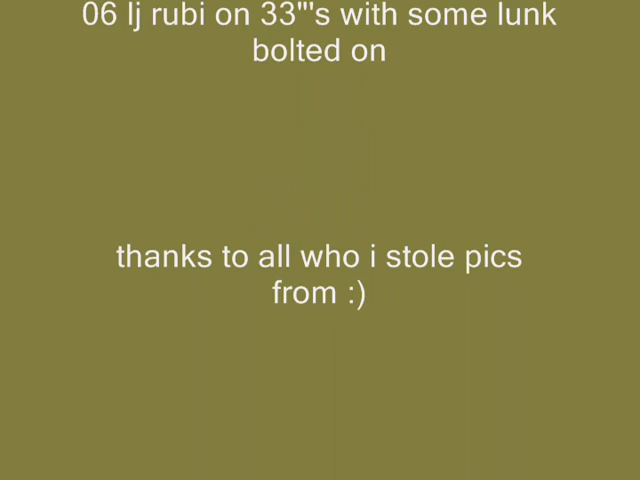 06 lj rubi on 33"'s with some lunk
bolted on
thanks to all who i stole pics
from :)